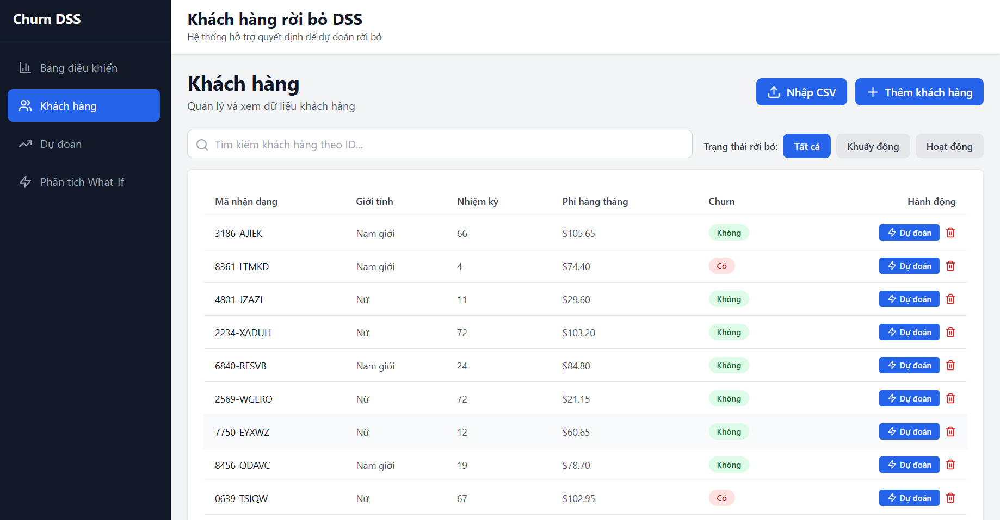 Churn DSS
Bảng điều khiển
Khách hàng
Dự đoán
Phân tích What-If
Khách hàng rời bỏ DSS
Hệ thống hỗ trợ quyết định để dự đoán rời bỏ
Khách hàng
Quản lý và xem dữ liệu khách hàng
Nhập CSV
Thêm khách hàng
Tìm kiếm khách hàng theo ID...
Trạng thái rời bỏ: Tất cả Khuấy động Hoạt động
Mã nhận dạng Giới tính Nhiệm kỳ Phí hàng tháng Churn Hành động
3186-AJIEK Nam giới 66 $105.65 Không Dự đoán
8361-LTMKD Nam giới 4 $74.40 Có Dự đoán
4801-JZAZL Nữ 11 $29.60 Không Dự đoán
2234-XADUH Nữ 72 $103.20 Không Dự đoán
6840-RESVB Nam giới 24 $84.80 Không Dự đoán
2569-WGERO Nữ 72 $21.15 Không Dự đoán
7750-EYXWZ Nữ 12 $60.65 Không Dự đoán
8456-QDAVC Nam giới 19 $78.70 Không Dự đoán
0639-TSIQW Nữ 67 $102.95 Có Dự đoán